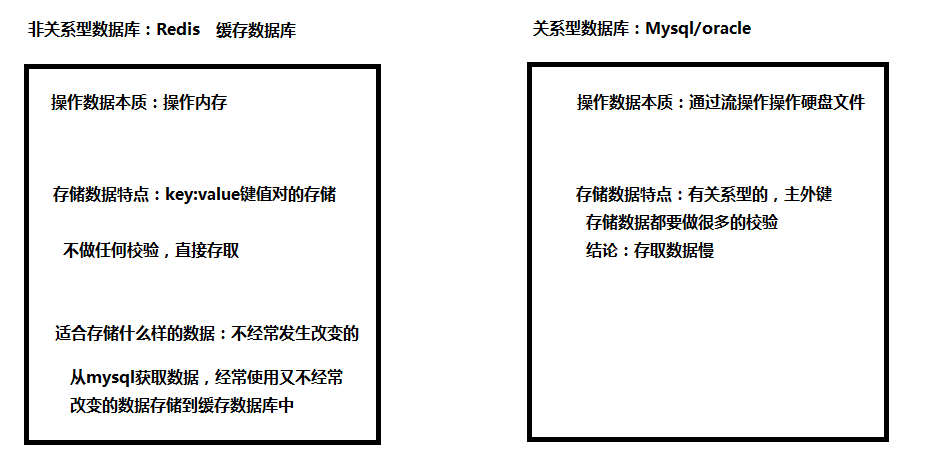 非关系型数据库：Redis 缓存数据库
操作数据本质：操作内存
存储数据特点：key:value键值对的存储
不做任何校验，直接存取
适合存储什么样的数据：不经常发生改变的
从mysql获取数据，经常使用又不经常
改变的数据存储到缓存数据库中
关系型数据库：Mysql/oracle
操作数据本质：通过流操作操作硬盘文件
存储数据特点：有关系型的，主外键
存储数据都要做很多的校验
结论：存取数据慢